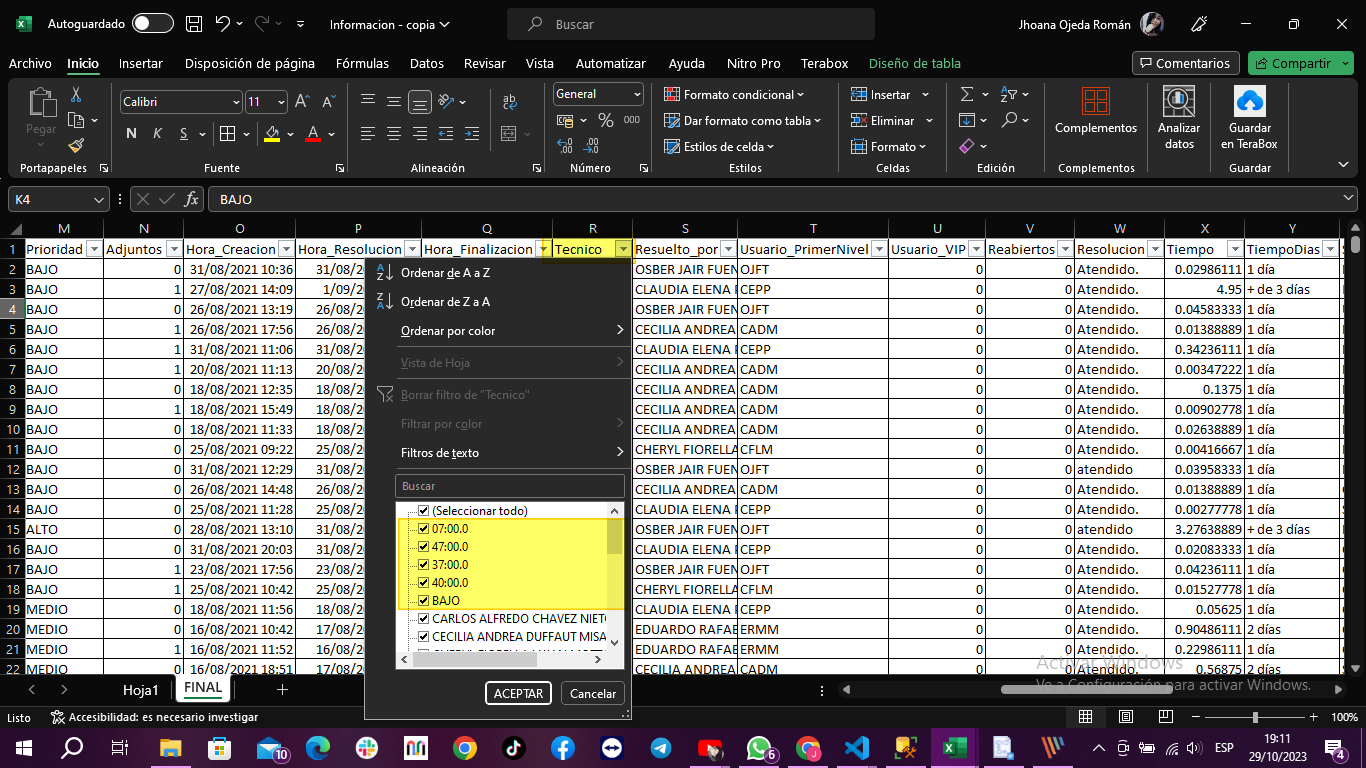 Autoguardado Informacion - copia Buscar Jhoana Ojeda Román
Archivo Inicio Insertar Disposición de página Fórmulas Datos Revisar Vista Automatizar Ayuda Nitro Pro Terabox Diseño de tabla Comentarios Compartir
Pegar
Portapapeles
Calibri 11
N K S
Fuente
Alineación
General
% 000
Número
Formato condicional
Dar formato como tabla
Estilos de celda
Estilos
Insertar
Eliminar
Formato
Celdas
Edición
Complementos
Complementos
Analizar datos
Guardar en TeraBox
Guardar
K4 fx BAJO
M N O P Q R S T U V W X Y
1 Prioridad Adjuntos Hora_Creacion Hora_Resolucion Hora_Finalizacion Tecnico Resuelto_por Usuario_PrimerNivel Usuario_VIP Reabiertos Resolucion Tiempo TiempoDias
2 BAJO 0 31/08/2021 10:36 31/08/2 OSBER JAIR FUEN OJFT 0 0 Atendido. 0.02986111 1 día
3 BAJO 1 27/08/2021 14:09 1/09/2 CLAUDIA ELENA CEPP 0 0 Atendido. 4.95 + de 3 días
4 BAJO 0 26/08/2021 13:19 26/08/2 OSBER JAIR FUEN OJFT 0 0 Atendido. 0.04583333 1 día
5 BAJO 1 26/08/2021 17:56 26/08/2 CECILIA ANDREA CADM 0 0 Atendido. 0.01388889 1 día
6 BAJO 1 31/08/2021 11:06 31/08/2 CLAUDIA ELENA CEPP 0 0 Atendido. 0.34236111 1 día
7 BAJO 1 20/08/2021 11:13 20/08/2 CECILIA ANDREA CADM 0 0 Atendido. 0.00347222 1 día
8 BAJO 0 18/08/2021 12:35 18/08/2 CECILIA ANDREA CADM 0 0 Atendido. 0.1375 1 día
9 BAJO 1 18/08/2021 15:49 18/08/2 CECILIA ANDREA CADM 0 0 Atendido. 0.00902778 1 día
10 BAJO 0 18/08/2021 11:33 18/08/2 CECILIA ANDREA CADM 0 0 Atendido. 0.02638889 1 día
11 BAJO 0 25/08/2021 09:22 25/08/2 CHERYL FIORELLA CFLM 0 0 Atendido. 0.00416667 1 día
12 BAJO 0 31/08/2021 12:29 31/08/2 OSBER JAIR FUEN OJFT 0 0 atendido 0.03958333 1 día
13 BAJO 0 26/08/2021 14:48 26/08/2 CECILIA ANDREA CADM 0 0 Atendido. 0.01388889 1 día
14 BAJO 0 25/08/2021 11:28 25/08/2 CECILIA ANDREA CADM 0 0 Atendido. 0.00277778 1 día
15 ALTO 0 28/08/2021 13:10 31/08/2 OSBER JAIR FUEN OJFT 0 0 atendido 3.27638889 + de 3 días
16 BAJO 0 31/08/2021 20:03 31/08/2 CLAUDIA ELENA CEPP 0 0 Atendido. 0.02083333 1 día
17 BAJO 1 23/08/2021 17:56 23/08/2 OSBER JAIR FUEN OJFT 0 0 Atendido. 0.04236111 1 día
18 BAJO 1 25/08/2021 10:42 25/08/2 CHERYL FIORELLA CFLM 0 0 Atendido. 0.01527778 1 día
19 MEDIO 0 18/08/2021 11:56 18/08/2 CLAUDIA ELENA CEPP 0 0 Atendido. 0.05625 1 día
20 MEDIO 0 16/08/2021 10:42 17/08/2 EDUARDO RAFAE ERMM 0 0 Atendido. 0.90486111 2 días
21 MEDIO 1 16/08/2021 11:52 16/08/2 EDUARDO RAFAE ERMM 0 0 Atendido. 0.22986111 1 día
22 MEDIO 0 16/08/2021 18:51 17/08/2 CECILIA ANDREA CADM 0 0 Atendido. 0.56875 2 días
Ordenar de A a Z
Ordenar de Z a A
Ordenar por color
Vista de Hoja
Borrar filtro de "Tecnico"
Filtrar por color
Filtros de texto
Buscar
(Seleccionar todo)
07:00.0
47:00.0
37:00.0
40:00.0
BAJO
CARLOS ALFREDO CHAVEZ NIETO
CECILIA ANDREA DUFFAUT MISA
ACEPTAR Cancelar
Activar Windows
Ve a Configuración para activar Windows.
Hoja1 FINAL
Listo Accesibilidad: es necesario investigar 100%
10 6 ESP 19:11
29/10/2023 4